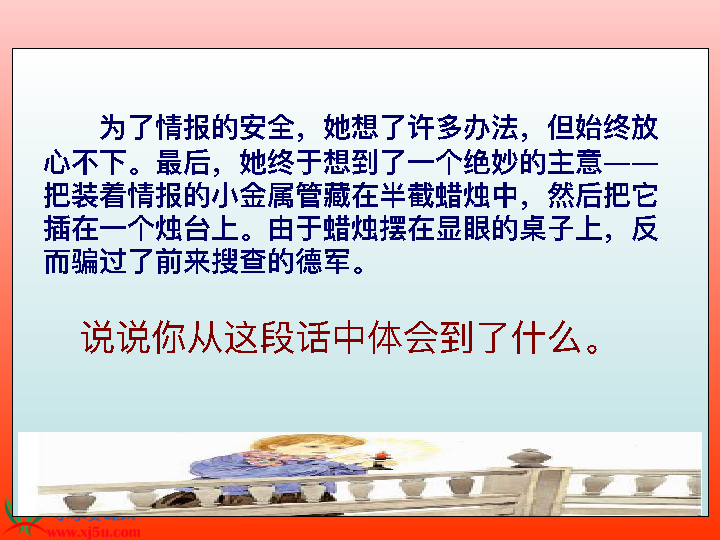 为了情报的安全，她想了许多办法，但始终放
心不下。最后，她终于想到了一个绝妙的主意——
把装着情报的小金属管藏在半截蜡烛中，然后把它
插在一个烛台上。由于蜡烛摆在显眼的桌子上，反
而骗过了前来搜查的德军。
说说你从这段话中体会到了什么。
www.xj5u.com